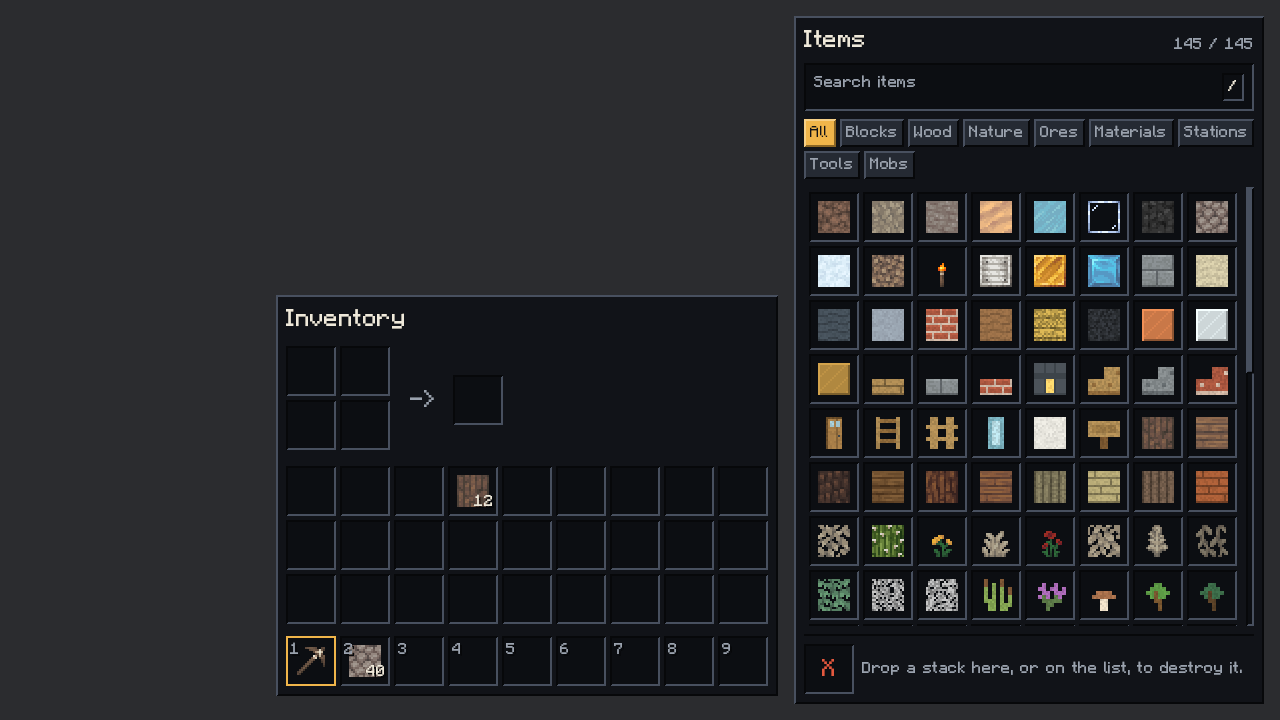 Items
145 / 145
Search items
/
All Blocks Wood Nature Ores Materials Stations
Tools Mobs
Inventory
12
1 2 3 4 5 6 7 8 9
40
X Drop a stack here, or on the list, to destroy it.